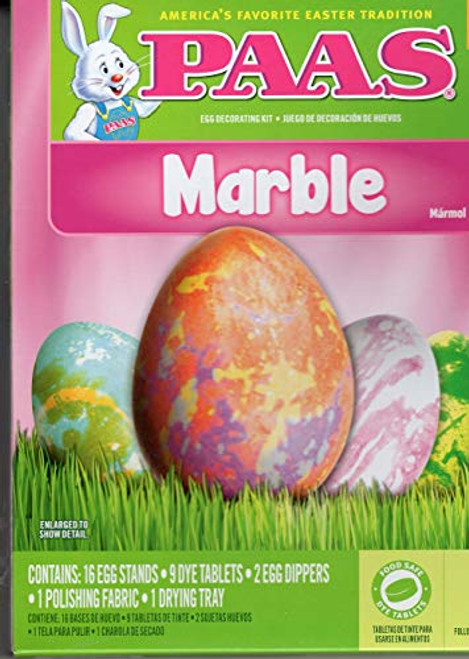 AMERICA'S FAVORITE EASTER TRADITION
PAAS®
PAAS
EGG DECORATING KIT • JUEGO DE DECORACIÓN DE HUEVOS
Marble
Mármol
ENLARGED TO
SHOW DETAIL
CONTAINS: 16 EGG STANDS • 9 DYE TABLETS • 2 EGG DIPPERS
• 1 POLISHING FABRIC • 1 DRYING TRAY
CONTIENE: 16 BASES DE HUEVO • 9 TABLETAS DE TINTE • 2 SUJETAS HUEVOS
• 1 TELA PARA PULIR • 1 CHAROLA DE SECADO
FOOD SAFE
DYE TABLETS
TABLETAS DE TINTE PARA
USARSE EN ALIMENTOS